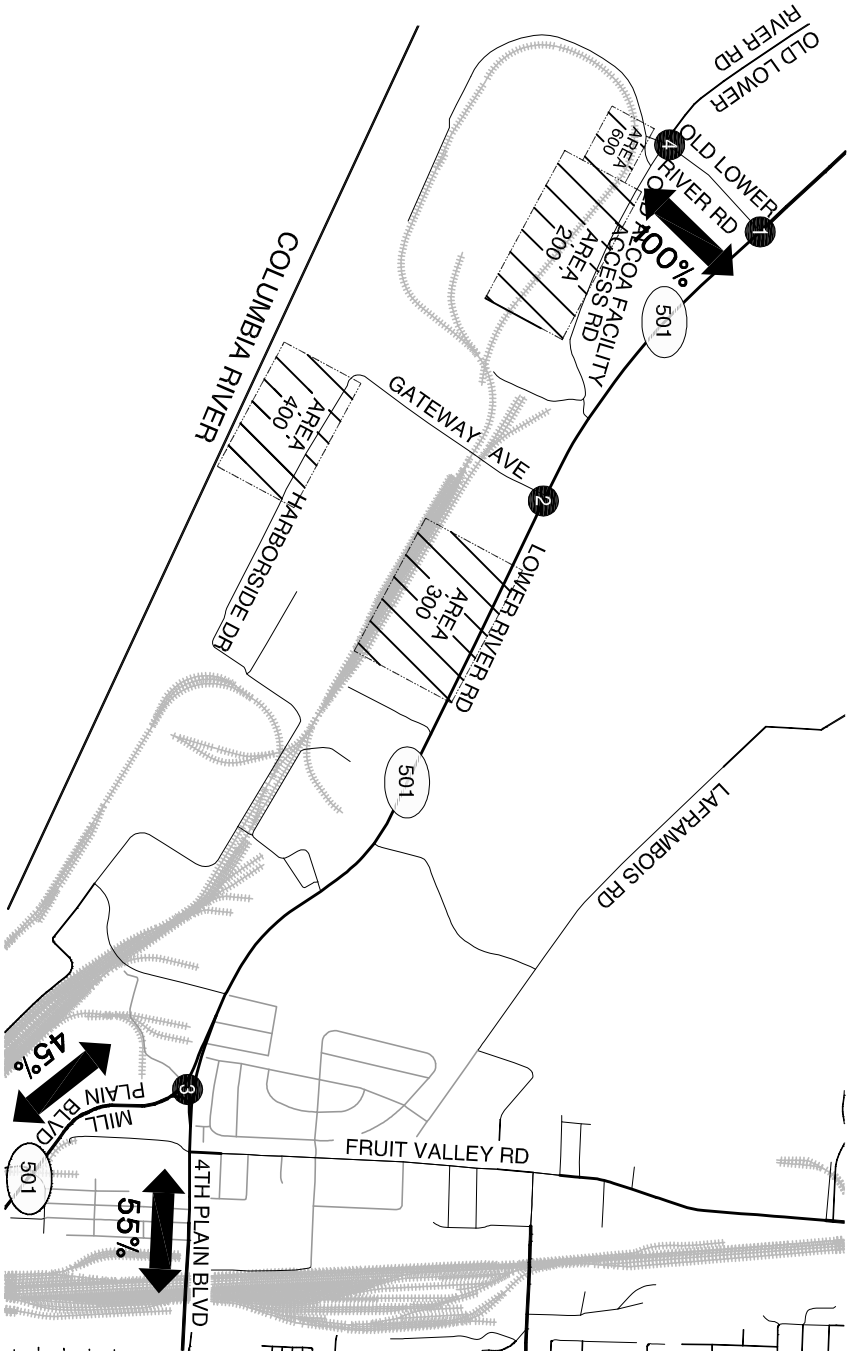 OLD LOWER
RIVER RD
4
OLD LOWER
RIVER RD
1
100%
501
OLD ALCOA FACILITY
ACCESS RD
AREA
600
AREA
200
COLUMBIA RIVER
AREA
400
GATEWAY AVE
2
HARBORSIDE DR
AREA
300
LOWER RIVER RD
501
LAFRAMBOIS RD
45%
MILL
PLAIN BLVD
3
501
FRUIT VALLEY RD
4TH PLAIN BLVD
55%